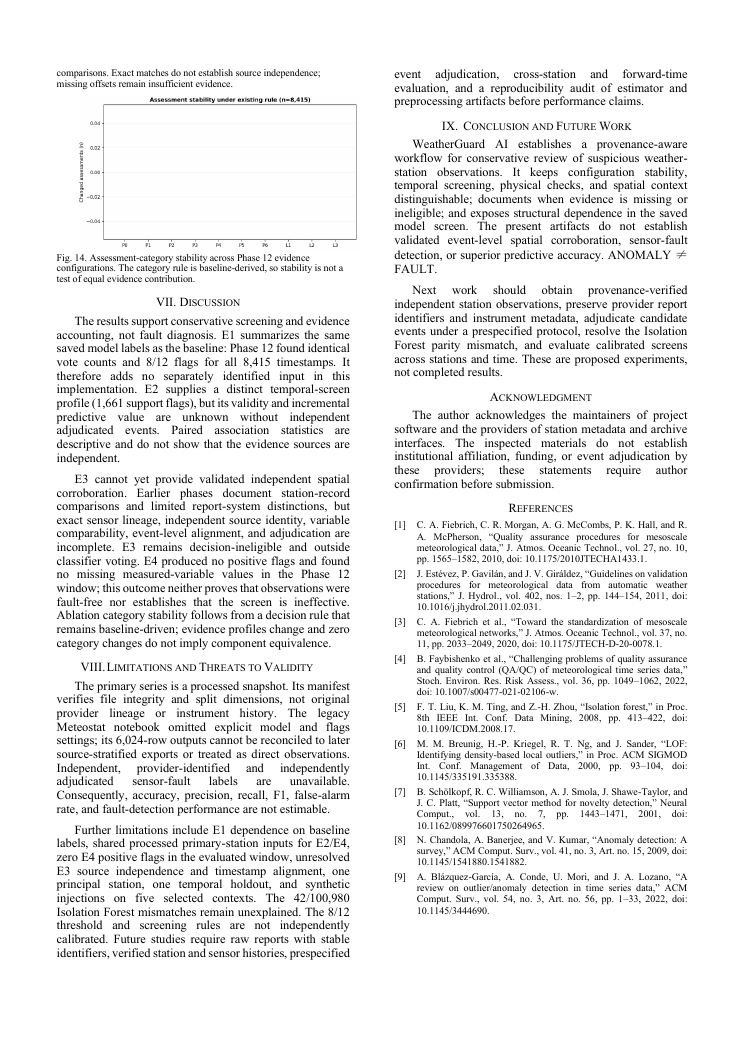 comparisons. Exact matches do not establish source independence;
missing offsets remain insufficient evidence.
Assessment stability under existing rule (n=8,415)
Changed assessments (n)
0.04
0.02
0.00
−0.02
−0.04
P0 P1 P2 P3 P4 P5 P6 L1 L2 L3
Fig. 14. Assessment-category stability across Phase 12 evidence
configurations. The category rule is baseline-derived, so stability is not a
test of equal evidence contribution.
VII. DISCUSSION
The results support conservative screening and evidence
accounting, not fault diagnosis. E1 summarizes the same
saved model labels as the baseline: Phase 12 found identical
vote counts and 8/12 flags for all 8,415 timestamps. It
therefore adds no separately identified input in this
implementation. E2 supplies a distinct temporal-screen
profile (1,661 support flags), but its validity and incremental
predictive value are unknown without independent
adjudicated events. Paired association statistics are
descriptive and do not show that the evidence sources are
independent.
E3 cannot yet provide validated independent spatial
corroboration. Earlier phases document station-record
comparisons and limited report-system distinctions, but
exact sensor lineage, independent source identity, variable
comparability, event-level alignment, and adjudication are
incomplete. E3 remains decision-ineligible and outside
classifier voting. E4 produced no positive flags and found
no missing measured-variable values in the Phase 12
window; this outcome neither proves that observations were
fault-free nor establishes that the screen is ineffective.
Ablation category stability follows from a decision rule that
remains baseline-driven; evidence profiles change and zero
category changes do not imply component equivalence.
VIII. LIMITATIONS AND THREATS TO VALIDITY
The primary series is a processed snapshot. Its manifest
verifies file integrity and split dimensions, not original
provider lineage or instrument history. The legacy
Meteostat notebook omitted explicit model and flags
settings; its 6,024-row outputs cannot be reconciled to later
source-stratified exports or treated as direct observations.
Independent, provider-identified and independently
adjudicated sensor-fault labels are unavailable.
Consequently, accuracy, precision, recall, F1, false-alarm
rate, and fault-detection performance are not estimable.
Further limitations include E1 dependence on baseline
labels, shared processed primary-station inputs for E2/E4,
zero E4 positive flags in the evaluated window, unresolved
E3 source independence and timestamp alignment, one
principal station, one temporal holdout, and synthetic
injections on five selected contexts. The 42/100,980
Isolation Forest mismatches remain unexplained. The 8/12
threshold and screening rules are not independently
calibrated. Future studies require raw reports with stable
identifiers, verified station and sensor histories, prespecified
event adjudication, cross-station and forward-time
evaluation, and a reproducibility audit of estimator and
preprocessing artifacts before performance claims.
IX. CONCLUSION AND FUTURE WORK
WeatherGuard AI establishes a provenance-aware
workflow for conservative review of suspicious weather-
station observations. It keeps configuration stability,
temporal screening, physical checks, and spatial context
distinguishable; documents when evidence is missing or
ineligible; and exposes structural dependence in the saved
model screen. The present artifacts do not establish
validated event-level spatial corroboration, sensor-fault
detection, or superior predictive accuracy. ANOMALY ≠
FAULT.
Next work should obtain provenance-verified
independent station observations, preserve provider report
identifiers and instrument metadata, adjudicate candidate
events under a prespecified protocol, resolve the Isolation
Forest parity mismatch, and evaluate calibrated screens
across stations and time. These are proposed experiments,
not completed results.
ACKNOWLEDGMENT
The author acknowledges the maintainers of project
software and the providers of station metadata and archive
interfaces. The inspected materials do not establish
institutional affiliation, funding, or event adjudication by
these providers; these statements require author
confirmation before submission.
REFERENCES
[1] C. A. Fiebrich, C. R. Morgan, A. G. McCombs, P. K. Hall, and R.
A. McPherson, “Quality assurance procedures for mesoscale
meteorological data,” J. Atmos. Oceanic Technol., vol. 27, no. 10,
pp. 1565–1582, 2010, doi: 10.1175/2010JTECHA1433.1.
[2] J. Estévez, P. Gavilán, and J. V. Giráldez, “Guidelines on validation
procedures for meteorological data from automatic weather
stations,” J. Hydrol., vol. 402, nos. 1–2, pp. 144–154, 2011, doi:
10.1016/j.jhydrol.2011.02.031.
[3] C. A. Fiebrich et al., “Toward the standardization of mesoscale
meteorological networks,” J. Atmos. Oceanic Technol., vol. 37, no.
11, pp. 2033–2049, 2020, doi: 10.1175/JTECH-D-20-0078.1.
[4] B. Faybishenko et al., “Challenging problems of quality assurance
and quality control (QA/QC) of meteorological time series data,”
Stoch. Environ. Res. Risk Assess., vol. 36, pp. 1049–1062, 2022,
doi: 10.1007/s00477-021-02106-w.
[5] F. T. Liu, K. M. Ting, and Z.-H. Zhou, “Isolation forest,” in Proc.
8th IEEE Int. Conf. Data Mining, 2008, pp. 413–422, doi:
10.1109/ICDM.2008.17.
[6] M. M. Breunig, H.-P. Kriegel, R. T. Ng, and J. Sander, “LOF:
Identifying density-based local outliers,” in Proc. ACM SIGMOD
Int. Conf. Management of Data, 2000, pp. 93–104, doi:
10.1145/335191.335388.
[7] B. Schölkopf, R. C. Williamson, A. J. Smola, J. Shawe-Taylor, and
J. C. Platt, “Support vector method for novelty detection,” Neural
Comput., vol. 13, no. 7, pp. 1443–1471, 2001, doi:
10.1162/089976601750264965.
[8] N. Chandola, A. Banerjee, and V. Kumar, “Anomaly detection: A
survey,” ACM Comput. Surv., vol. 41, no. 3, Art. no. 15, 2009, doi:
10.1145/1541880.1541882.
[9] A. Blázquez-García, A. Conde, U. Mori, and J. A. Lozano, “A
review on outlier/anomaly detection in time series data,” ACM
Comput. Surv., vol. 54, no. 3, Art. no. 56, pp. 1–33, 2022, doi:
10.1145/3444690.